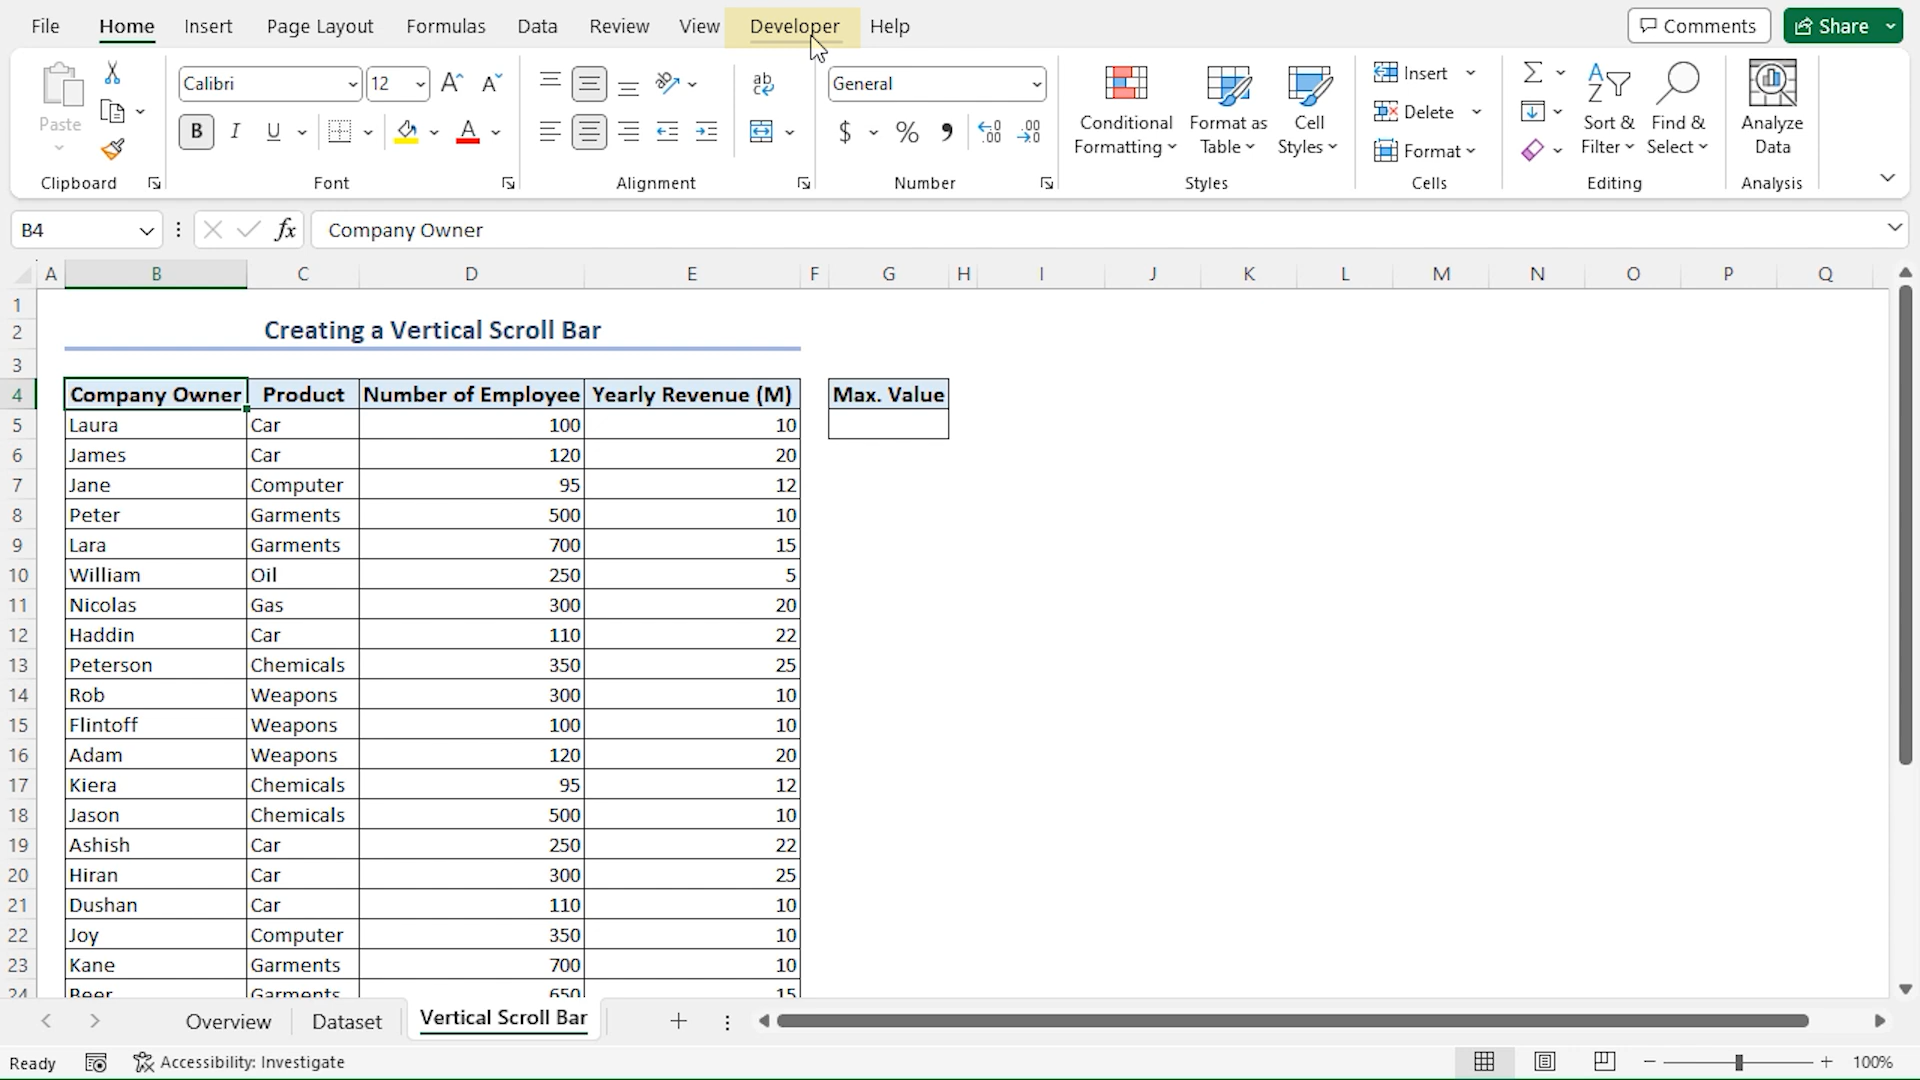 File Home Insert Page Layout Formulas Data Review View Developer Help Comments Share
Calibri 12 General
Paste
B I U
ab
$ % ,
Conditional Formatting
Format as Table
Cell Styles
Insert
Delete
Format
Sort & Filter
Find & Select
Analyze Data
Clipboard Font Alignment Number Styles Cells Editing Analysis
B4 fx Company Owner
A B C D E F G H I J K L M N O P Q
1
2 Creating a Vertical Scroll Bar
3
4 Company Owner Product Number of Employee Yearly Revenue (M) Max. Value
5 Laura Car 100 10
6 James Car 120 20
7 Jane Computer 95 12
8 Peter Garments 500 10
9 Lara Garments 700 15
10 William Oil 250 5
11 Nicolas Gas 300 20
12 Haddin Car 110 22
13 Peterson Chemicals 350 25
14 Rob Weapons 300 10
15 Flintoff Weapons 100 10
16 Adam Weapons 120 20
17 Kiera Chemicals 95 12
18 Jason Chemicals 500 10
19 Ashish Car 250 22
20 Hiran Car 300 25
21 Dushan Car 110 10
22 Joy Computer 350 10
23 Kane Garments 700 10
24 Beer Garments 650 15
Overview Dataset Vertical Scroll Bar
Ready Accessibility: Investigate 100%